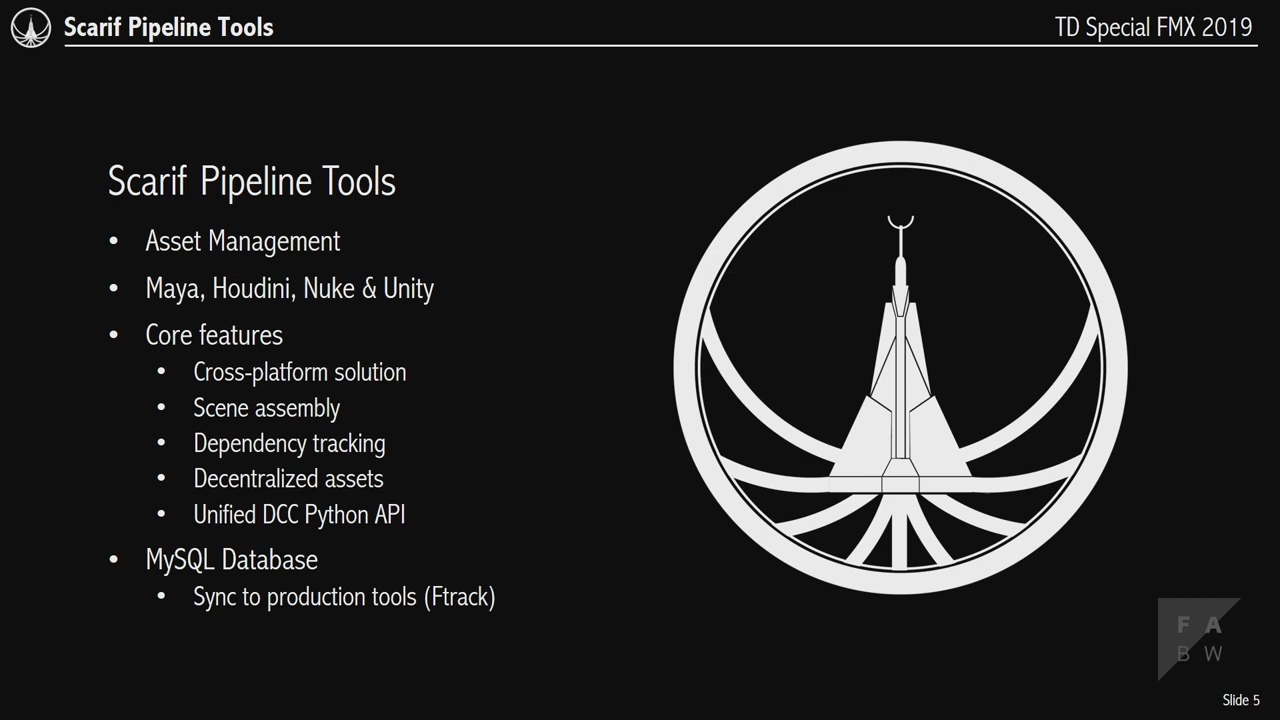 Scarif Pipeline Tools
TD Special FMX 2019
Scarif Pipeline Tools
• Asset Management
• Maya, Houdini, Nuke & Unity
• Core features
• Cross-platform solution
• Scene assembly
• Dependency tracking
• Decentralized assets
• Unified DCC Python API
• MySQL Database
• Sync to production tools (Ftrack)
F A
B W
Slide 5